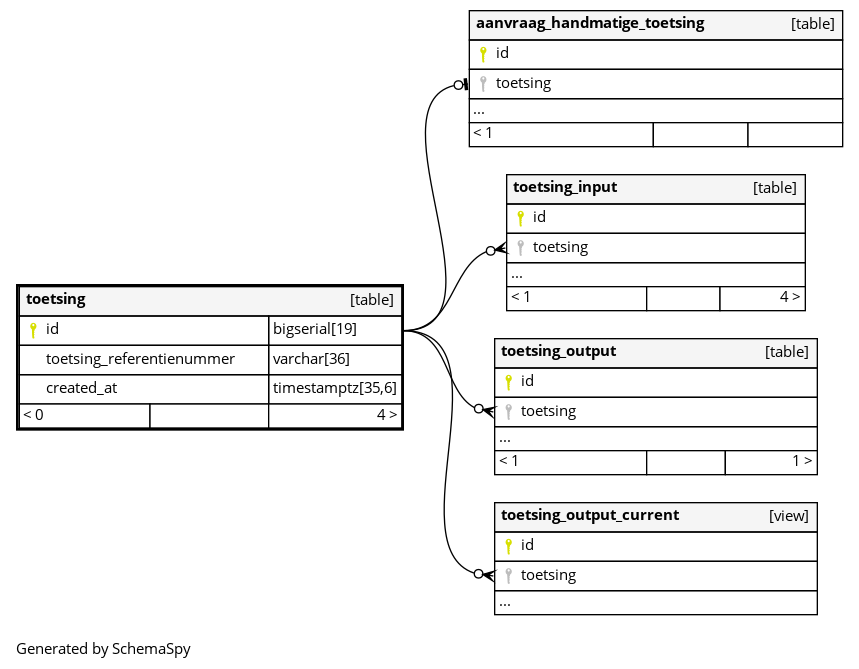 aanvraag_handmatige_toetsing [table]
id
toetsing
...
< 1
toetsing_input [table]
id
toetsing
...
< 1 4 >
toetsing [table]
id bigserial[19]
toetsing_referentienummer varchar[36]
created_at timestamptz[35,6]
< 0 4 >
toetsing_output [table]
id
toetsing
...
< 1 1 >
toetsing_output_current [view]
id
toetsing
...
Generated by SchemaSpy